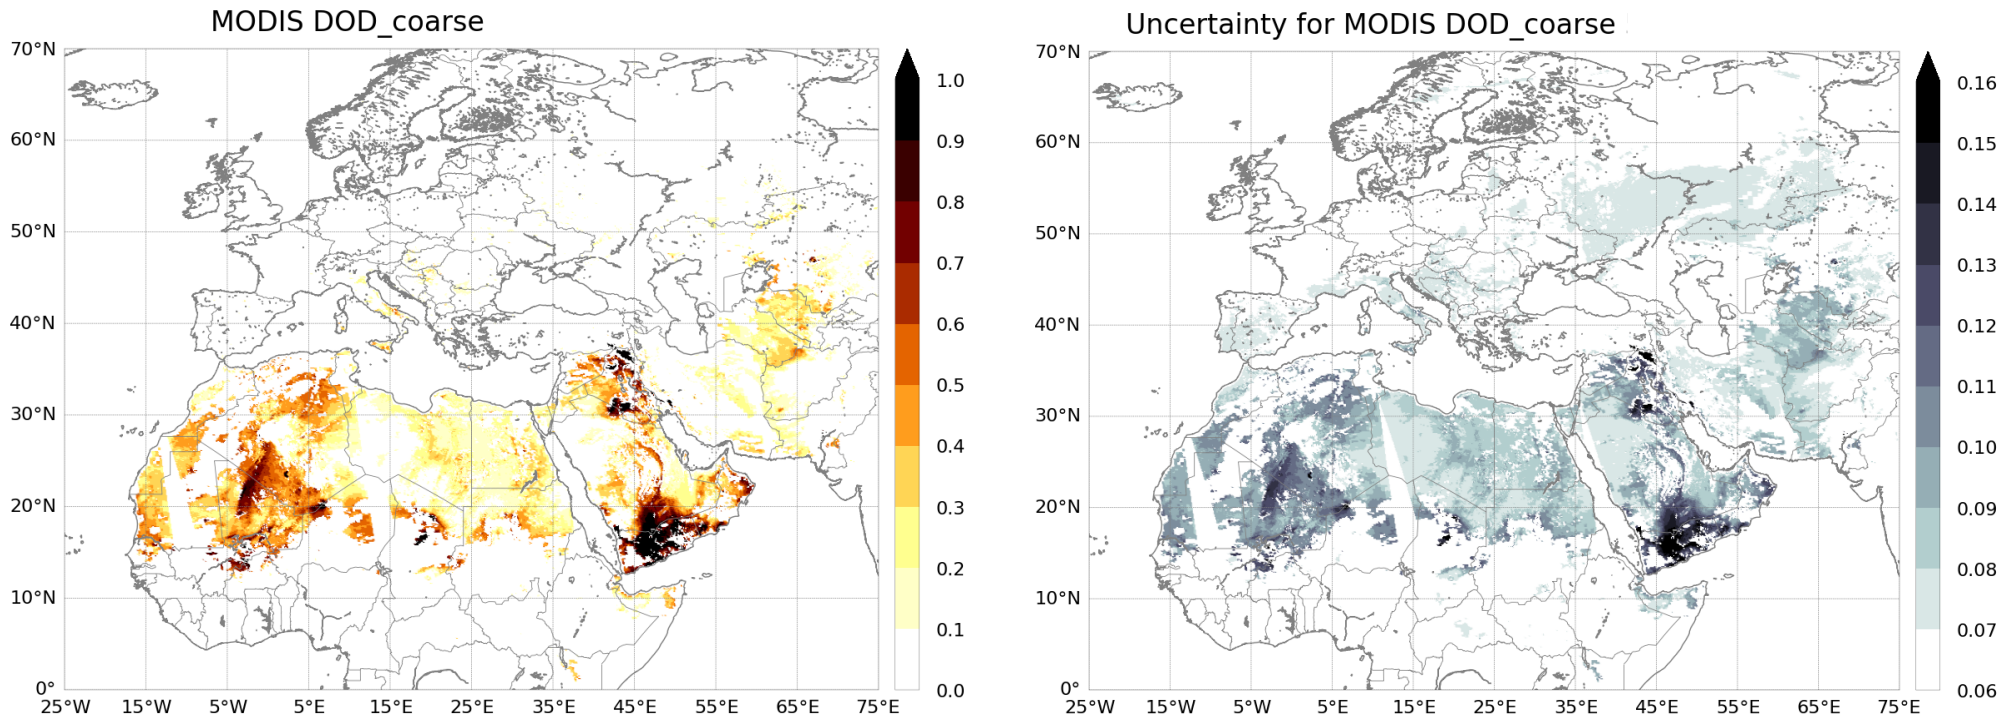 MODIS DOD_coarse
70°N
60°N
50°N
40°N
30°N
20°N
10°N
0°
25°W 15°W 5°W 5°E 15°E 25°E 35°E 45°E 55°E 65°E 75°E
1.0
0.9
0.8
0.7
0.6
0.5
0.4
0.3
0.2
0.1
0.0
Uncertainty for MODIS DOD_coarse
70°N
60°N
50°N
40°N
30°N
20°N
10°N
0°
25°W 15°W 5°W 5°E 15°E 25°E 35°E 45°E 55°E 65°E 75°E
0.16
0.15
0.14
0.13
0.12
0.11
0.10
0.09
0.08
0.07
0.06